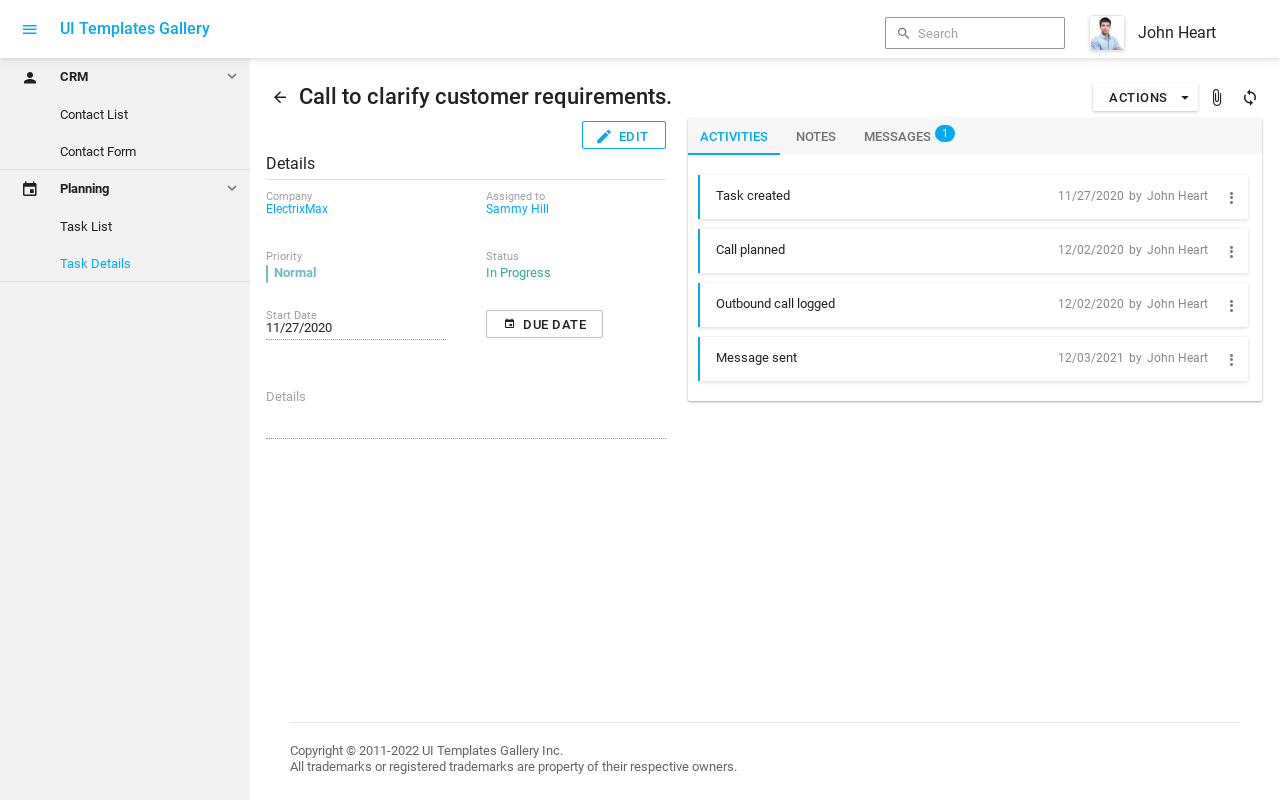 UI Templates Gallery
Search
John Heart
CRM
Contact List
Contact Form
Planning
Task List
Task Details
Call to clarify customer requirements.
ACTIONS
EDIT
Details
Company
ElectrixMax
Assigned to
Sammy Hill
Priority
Normal
Status
In Progress
Start Date
11/27/2020
DUE DATE
Details
ACTIVITIES NOTES MESSAGES 1
Task created 11/27/2020 by John Heart
Call planned 12/02/2020 by John Heart
Outbound call logged 12/02/2020 by John Heart
Message sent 12/03/2021 by John Heart
Copyright © 2011-2022 UI Templates Gallery Inc.
All trademarks or registered trademarks are property of their respective owners.